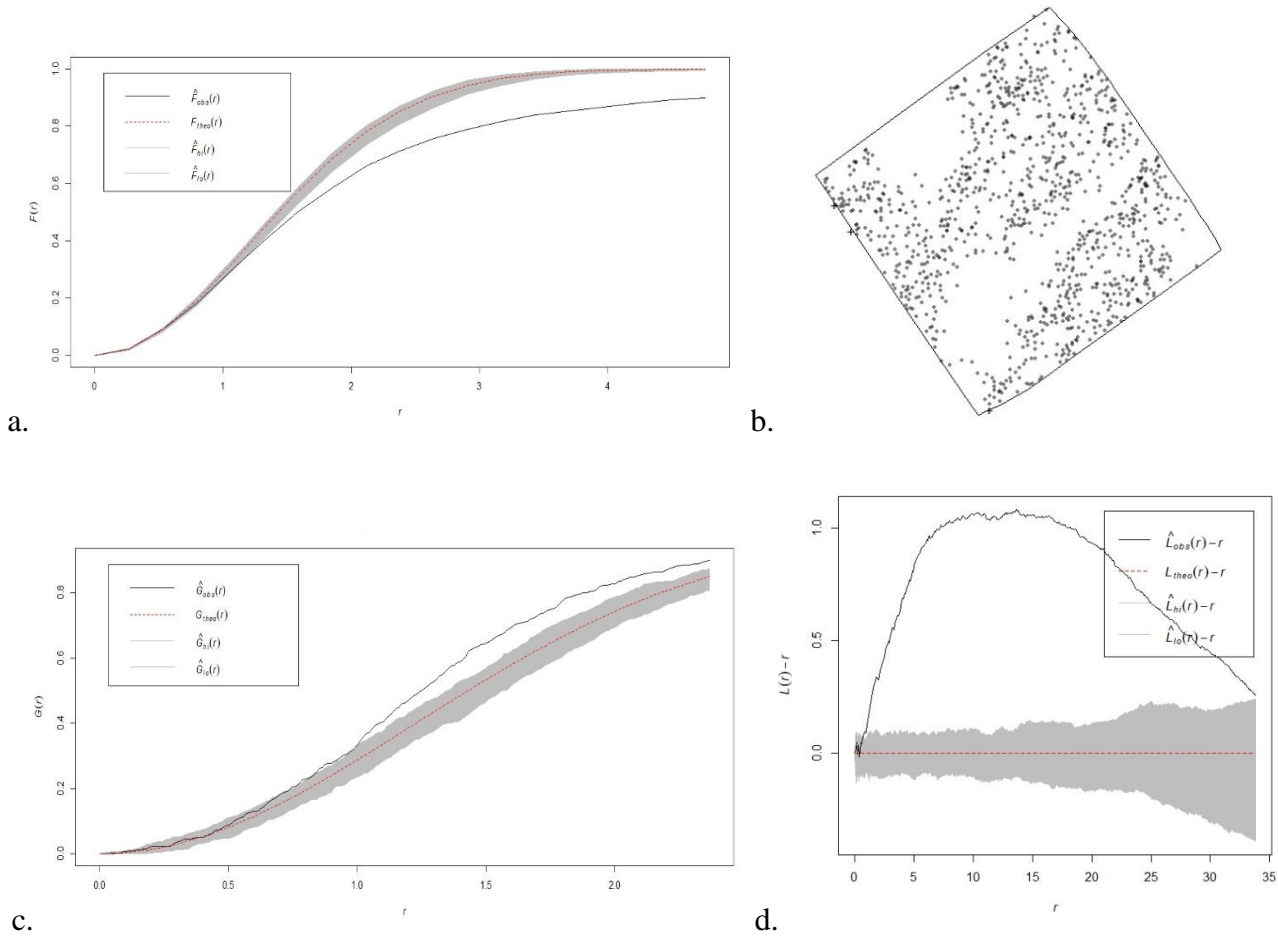 1.0
0.8
0.6
0.4
0.2
0.0
F(r)
F̂obs(r)
Ftheo(r)
F̂hi(r)
F̂lo(r)
0 1 2 3 4
r
a.
b.
0.8
0.6
0.4
0.2
0.0
G(r)
Ĝobs(r)
Gtheo(r)
Ĝhi(r)
Ĝlo(r)
0.0 0.5 1.0 1.5 2.0
r
c.
1.0
0.5
0.0
L(r)−r
L̂obs(r)−r
Ltheo(r)−r
L̂hi(r)−r
L̂lo(r)−r
0 5 10 15 20 25 30 35
r
d.